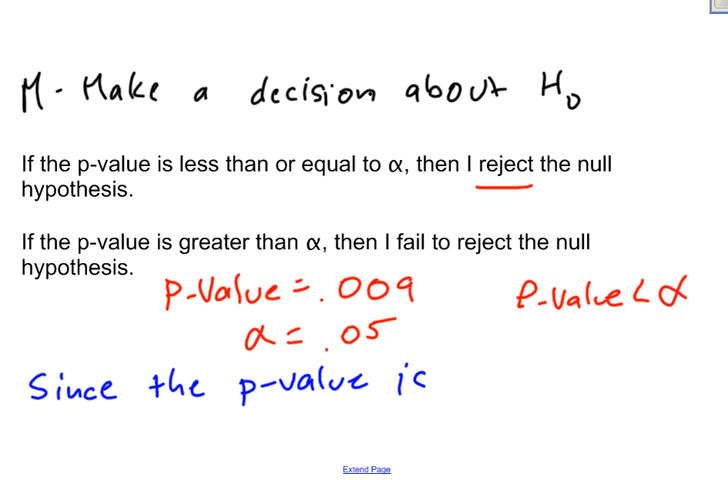 M - Make a decision about H₀
If the p-value is less than or equal to α, then I reject the null
hypothesis.
If the p-value is greater than α, then I fail to reject the null
hypothesis.
P-Value = .009
P-value < α
α = .05
Since the p-value is
Extend Page